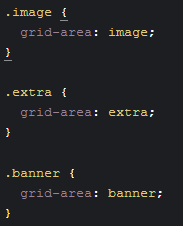 .image {
  grid-area: image;
}

.extra {
  grid-area: extra;
}

.banner {
  grid-area: banner;
}